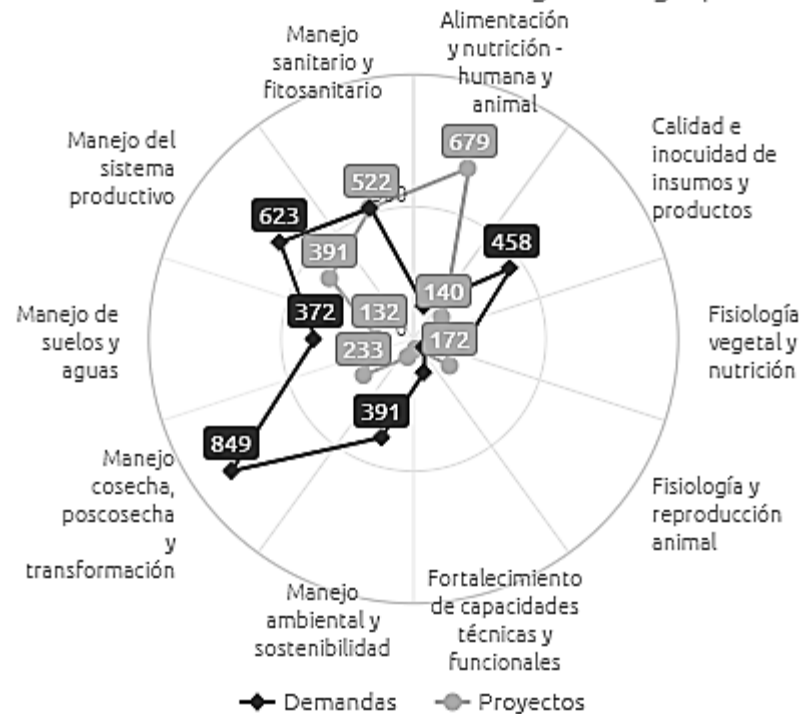 Alimentación
y nutrición -
humana y
animal
Calidad e
inocuidad de
insumos y
productos
Fisiología
vegetal y
nutrición
Fisiología y
reproducción
animal
Fortalecimiento
de capacidades
técnicas y
funcionales
Manejo
ambiental y
sostenibilidad
Manejo
cosecha,
poscosecha
y
transformación
Manejo de
suelos y
aguas
Manejo del
sistema
productivo
Manejo
sanitario y
fitosanitario
679
522
623
458
391
140
372
132
172
233
391
849
Demandas
Proyectos